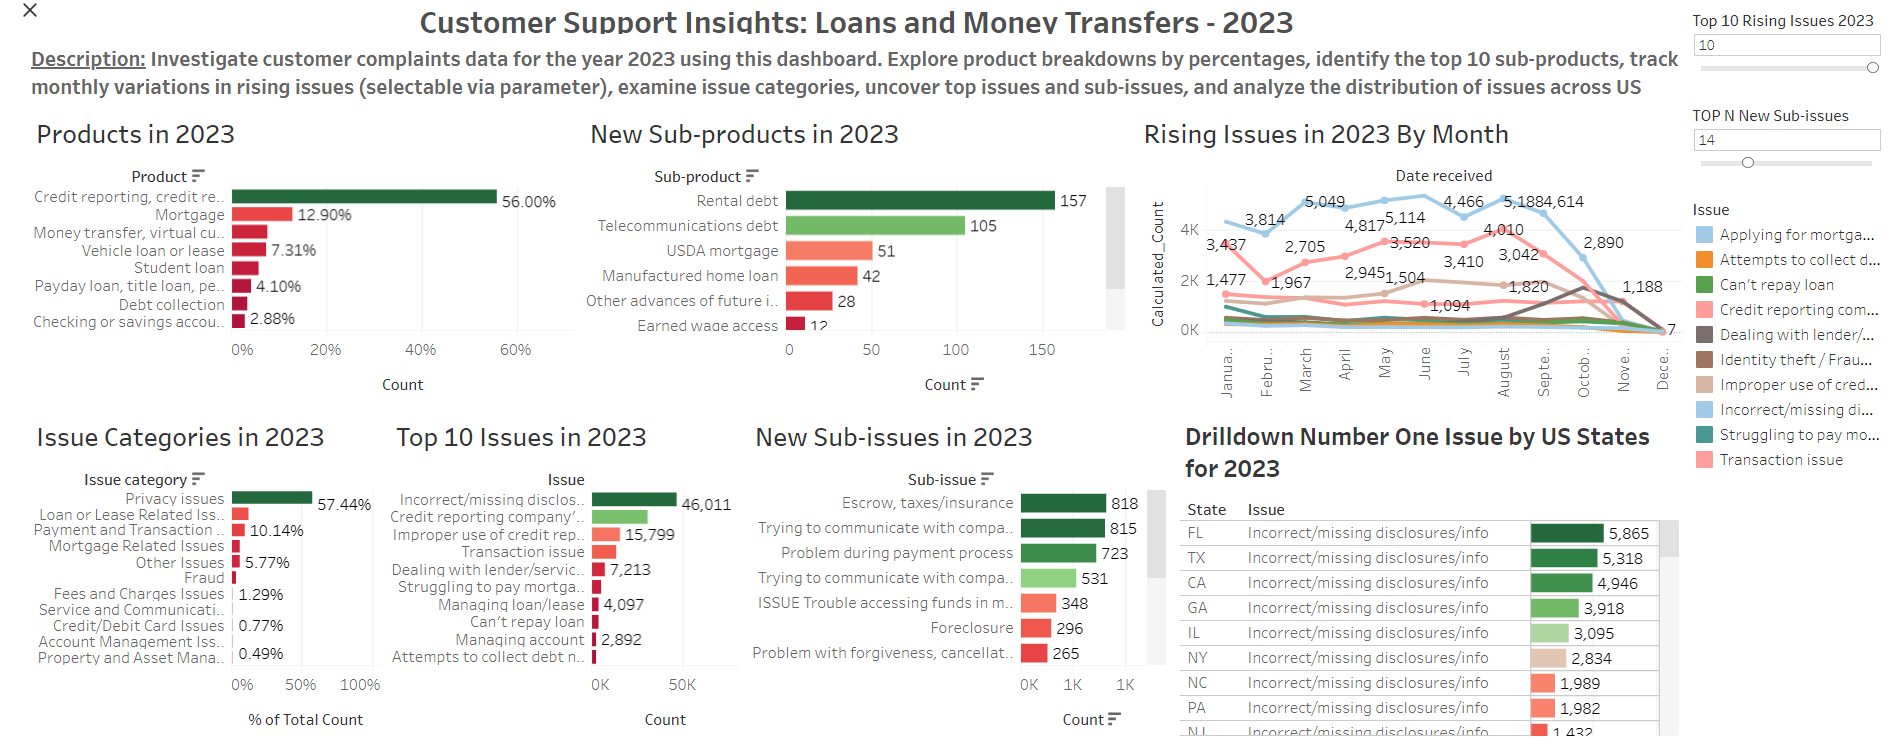 Customer Support Insights: Loans and Money Transfers - 2023
Description: Investigate customer complaints data for the year 2023 using this dashboard. Explore product breakdowns by percentages, identify the top 10 sub-products, track
monthly variations in rising issues (selectable via parameter), examine issue categories, uncover top issues and sub-issues, and analyze the distribution of issues across US
Top 10 Rising Issues 2023
10
TOP N New Sub-issues
14
Products in 2023
Product
Credit reporting, credit re..
56.00%
Mortgage
12.90%
Money transfer, virtual cu..
Vehicle loan or lease
7.31%
Student loan
Payday loan, title loan, pe..
4.10%
Debt collection
Checking or savings accou..
2.88%
0% 20% 40% 60%
Count
New Sub-products in 2023
Sub-product
Rental debt
157
Telecommunications debt
105
USDA mortgage
51
Manufactured home loan
42
Other advances of future i..
28
Earned wage access
12
0 50 100 150
Count
Rising Issues in 2023 By Month
Date received
Calculated_Count
4K
2K
0K
3,814 5,049 4,466 5,188 4,614
4,817 5,114 4,010
3,437 2,705 3,520 3,042 2,890
3,410
1,477 1,967 2,945 1,504 1,820 1,188
1,094
7
Janua..
Febru..
March
April
May
June
July
August
Septe..
Octob..
Nove..
Dece..
Issue
Applying for mortga...
Attempts to collect d...
Can’t repay loan
Credit reporting com...
Dealing with lender/...
Identity theft / Frau...
Improper use of cred...
Incorrect/missing di...
Struggling to pay mo...
Transaction issue
Issue Categories in 2023
Issue category
Privacy issues
57.44%
Loan or Lease Related Iss..
Payment and Transaction ..
10.14%
Mortgage Related Issues
Other Issues
5.77%
Fraud
Fees and Charges Issues
1.29%
Service and Communicati..
Credit/Debit Card Issues
0.77%
Account Management Iss..
Property and Asset Mana..
0.49%
0% 50% 100%
% of Total Count
Top 10 Issues in 2023
Issue
Incorrect/missing disclos..
46,011
Credit reporting company’..
Improper use of credit rep..
15,799
Transaction issue
Dealing with lender/servic..
7,213
Struggling to pay mortga..
Managing loan/lease
4,097
Can’t repay loan
Managing account
2,892
Attempts to collect debt n..
0K 50K
Count
New Sub-issues in 2023
Sub-issue
Escrow, taxes/insurance
818
Trying to communicate with compa..
815
Problem during payment process
723
Trying to communicate with compa..
531
ISSUE Trouble accessing funds in m..
348
Foreclosure
296
Problem with forgiveness, cancellat..
265
0K 1K 1K
Count
Drilldown Number One Issue by US States
for 2023
State Issue
FL Incorrect/missing disclosures/info 5,865
TX Incorrect/missing disclosures/info 5,318
CA Incorrect/missing disclosures/info 4,946
GA Incorrect/missing disclosures/info 3,918
IL Incorrect/missing disclosures/info 3,095
NY Incorrect/missing disclosures/info 2,834
NC Incorrect/missing disclosures/info 1,989
PA Incorrect/missing disclosures/info 1,982
NJ Incorrect/missing disclosures/info 1,432